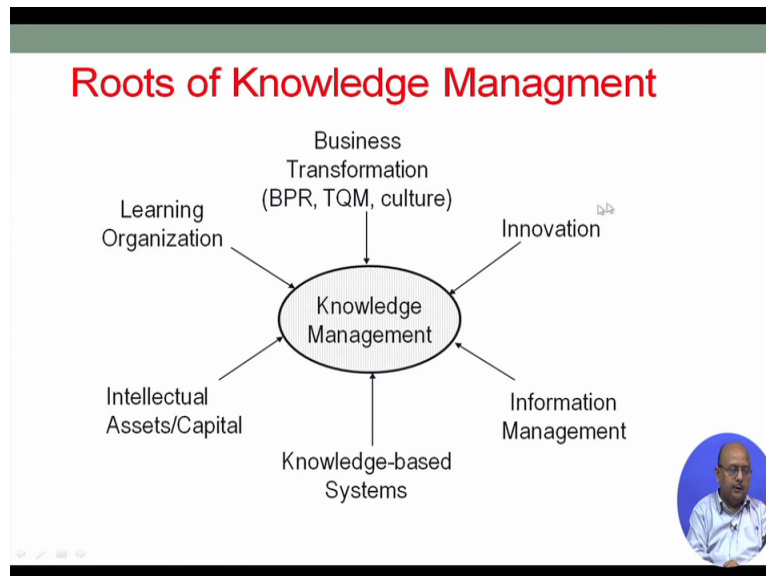 Roots of Knowledge Managment
Business
Transformation
(BPR, TQM, culture)
Learning
Organization
Innovation
Knowledge
Management
Intellectual
Assets/Capital
Information
Management
Knowledge-based
Systems